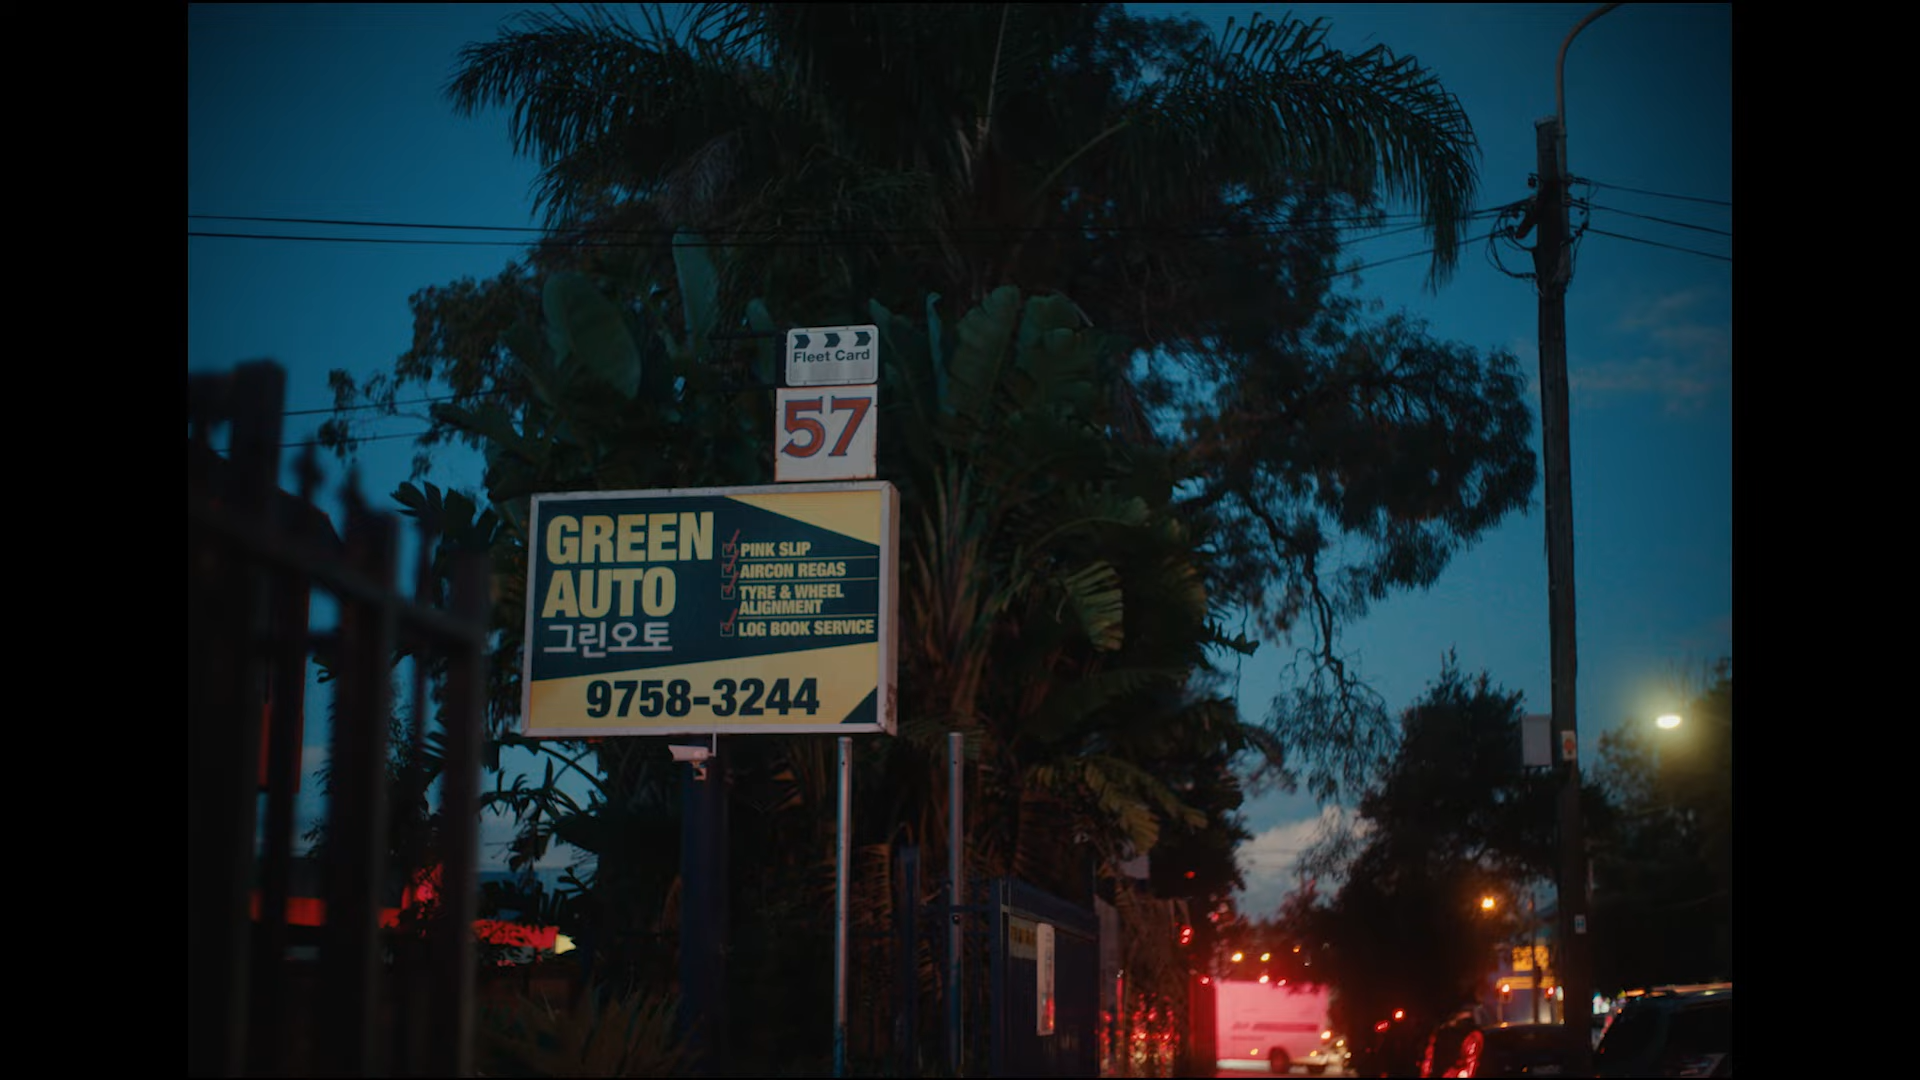 Fleet Card
57
GREEN
AUTO
그린오토
PINK SLIP
AIRCON REGAS
TYRE & WHEEL
ALIGNMENT
LOG BOOK SERVICE
9758-3244